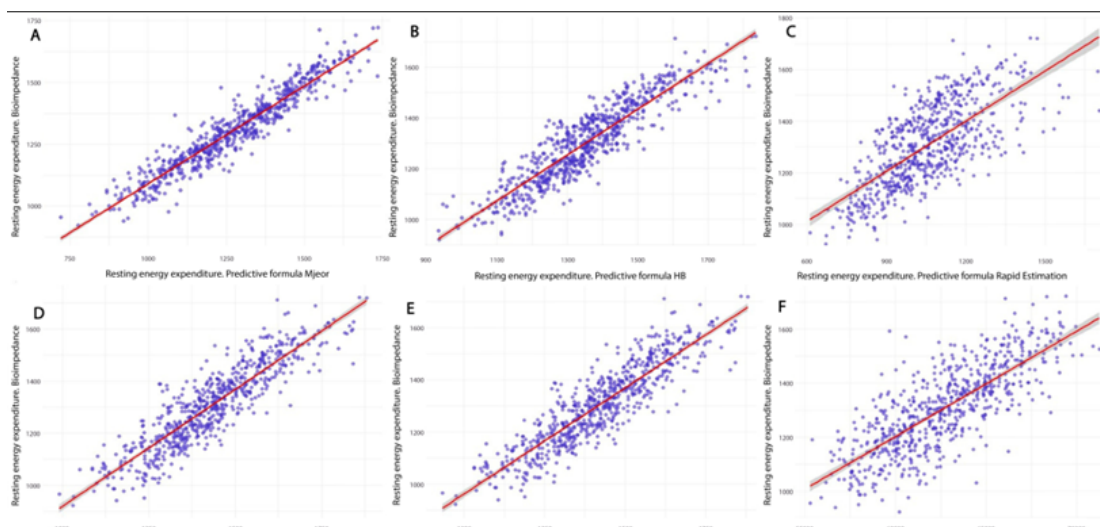 A
B
C
1750
1500
1250
1000
Resting energy expenditure. Bioimpedance
750 1000 1250 1500 1750
Resting energy expenditure. Predictive formula Mjeor
1600
1400
1200
1000
Resting energy expenditure. Bioimpedance
900 1100 1300 1500 1700
Resting energy expenditure. Predictive formula HB
1800
1600
1400
1200
1000
Resting energy expenditure. Bioimpedance
600 900 1200 1500
Resting energy expenditure. Predictive formula Rapid Estimation
D
E
F
1600
1400
1200
1000
Resting energy expenditure. Bioimpedance
1600
1400
1200
1000
Resting energy expenditure. Bioimpedance
1600
1400
1200
1000
Resting energy expenditure. Bioimpedance